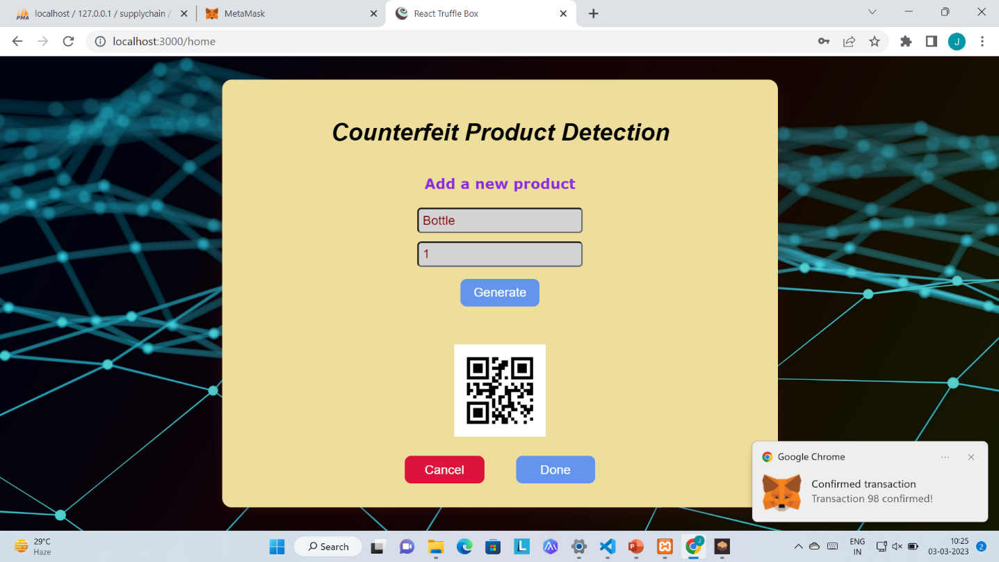 localhost / 127.0.0.1 / supplychain /
MetaMask
React Truffle Box
localhost:3000/home
J
Counterfeit Product Detection
Add a new product
Bottle
1
Generate
Cancel
Done
Google Chrome
Confirmed transaction
Transaction 98 confirmed!
29°C
Haze
Search
L
J
ENG
IN
10:25
03-03-2023
2